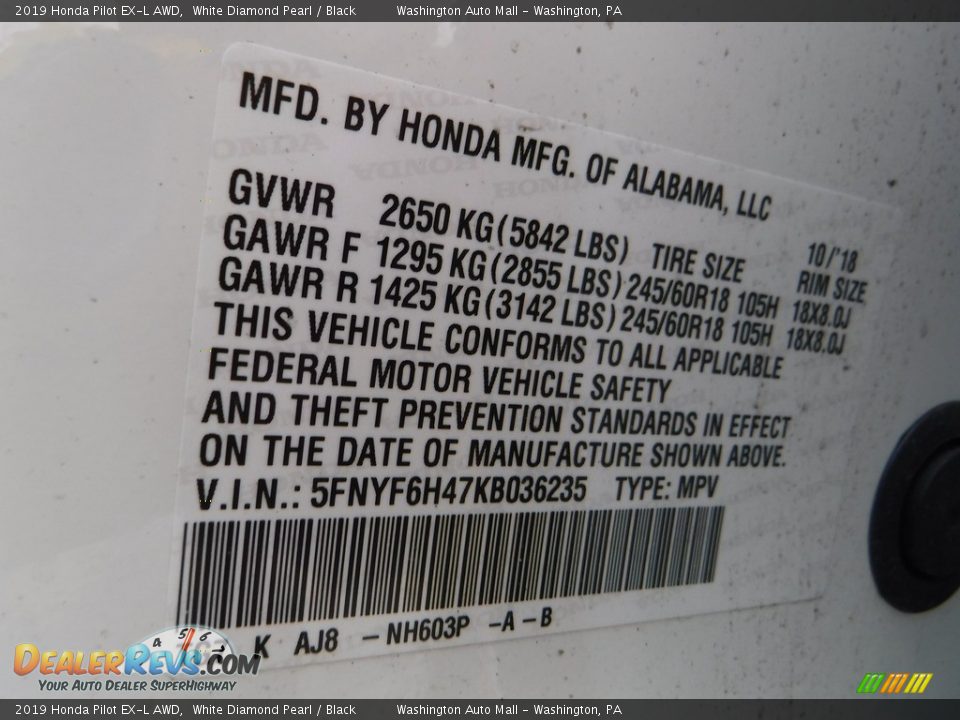 2019 Honda Pilot EX-L AWD, White Diamond Pearl / Black Washington Auto Mall - Washington, PA
MFD. BY HONDA MFG. OF ALABAMA, LLC
10/'18
GVWR 2650 KG (5842 LBS) TIRE SIZE RIM SIZE
GAWR F 1295 KG (2855 LBS) 245/60R18 105H 18X8.0J
GAWR R 1425 KG (3142 LBS) 245/60R18 105H 18X8.0J
THIS VEHICLE CONFORMS TO ALL APPLICABLE
FEDERAL MOTOR VEHICLE SAFETY
AND THEFT PREVENTION STANDARDS IN EFFECT
ON THE DATE OF MANUFACTURE SHOWN ABOVE.
V.I.N.: 5FNYF6H47KB036235 TYPE: MPV
K AJ8 - NH603P -A - B
4 5 6
DealerRevs.com
Your Auto Dealer SuperHighway
2019 Honda Pilot EX-L AWD, White Diamond Pearl / Black Washington Auto Mall - Washington, PA